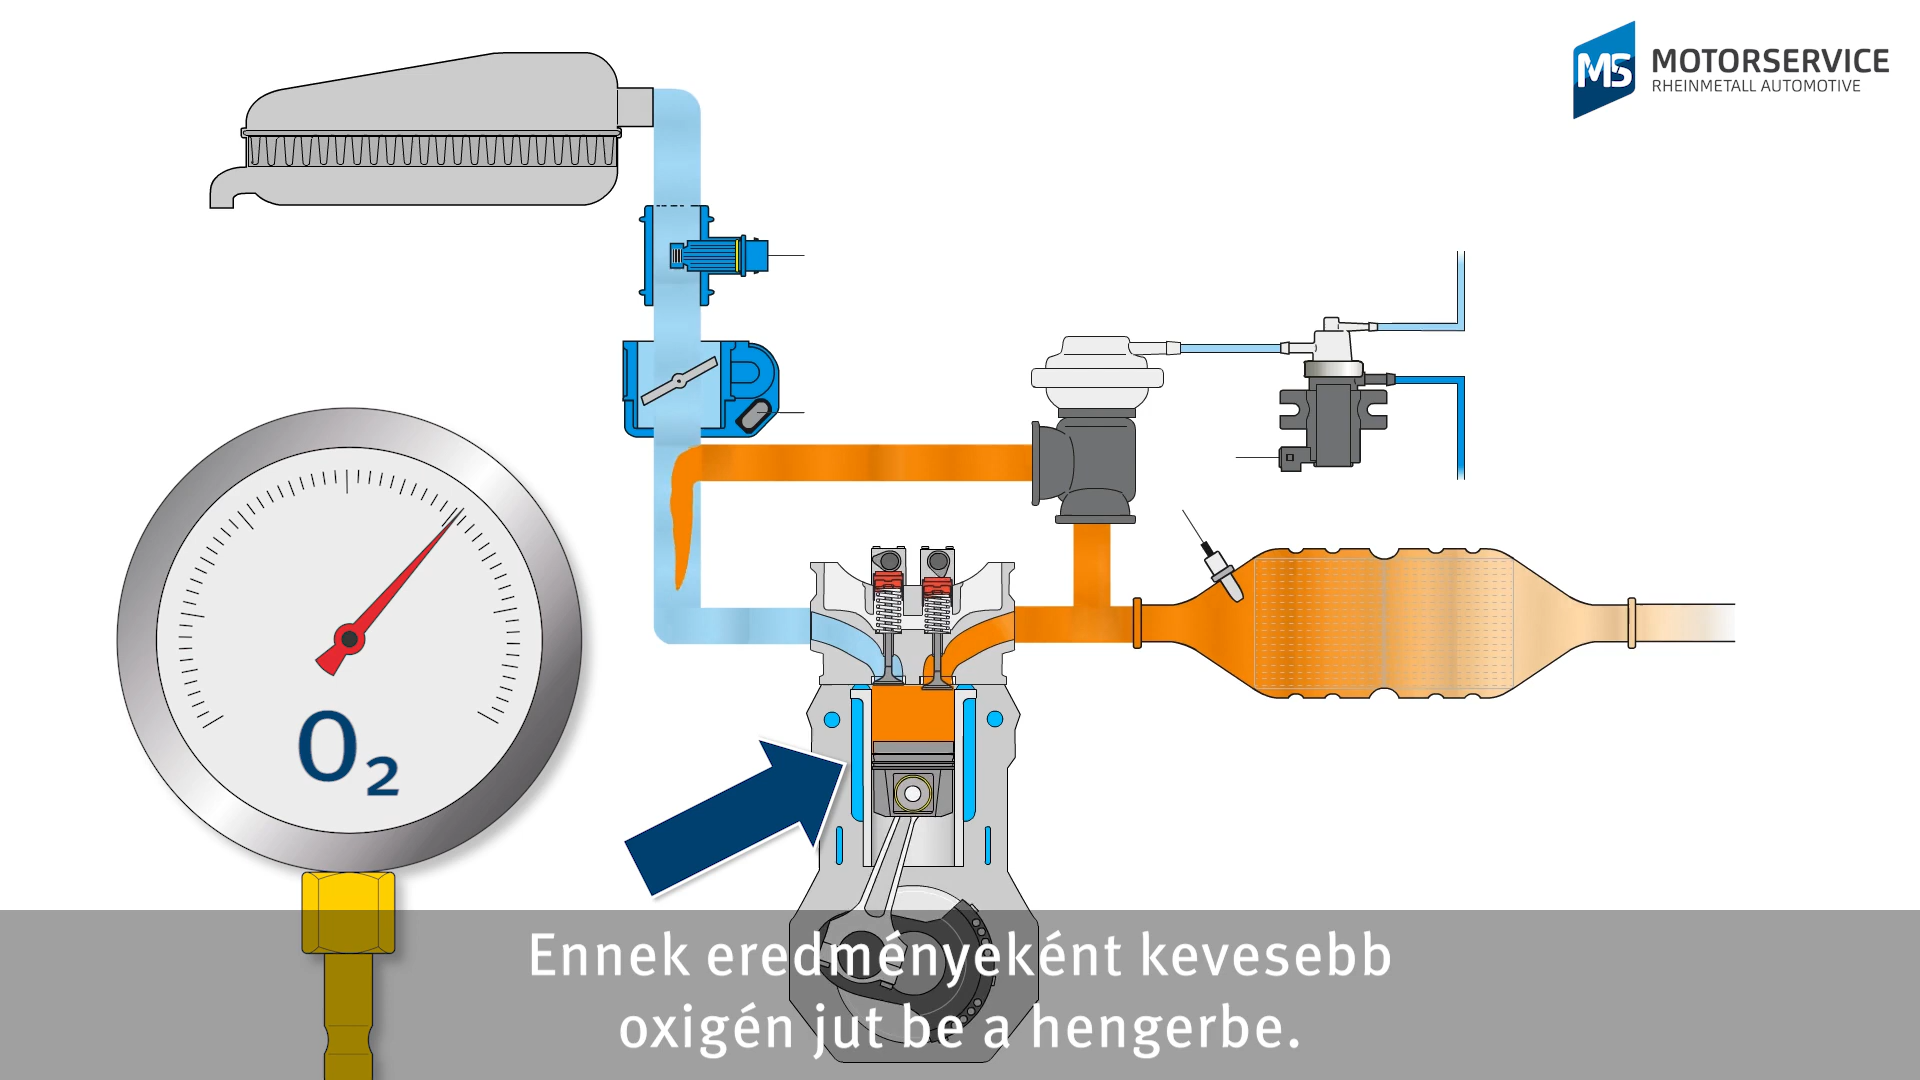 MS MOTORSERVICE
RHEINMETALL AUTOMOTIVE
O₂
Ennek eredményeként kevesebb
oxigén jut be a hengerbe.